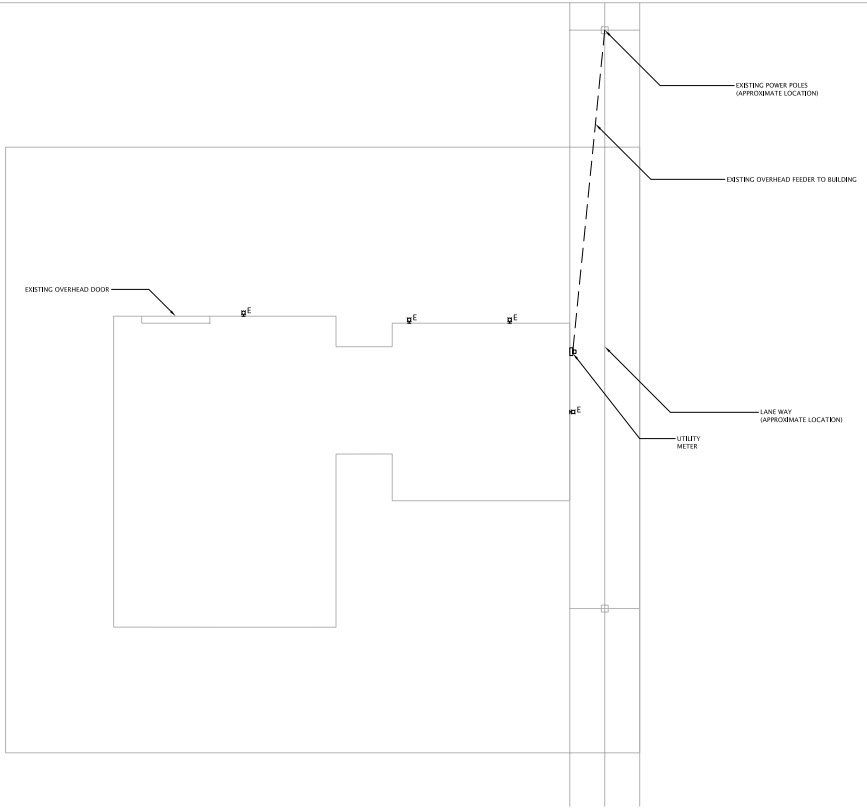 EXISTING POWER POLES
(APPROXIMATE LOCATION)
EXISTING OVERHEAD FEEDER TO BUILDING
EXISTING OVERHEAD DOOR
E
E
E
E
LANE WAY
(APPROXIMATE LOCATION)
UTILITY
METER